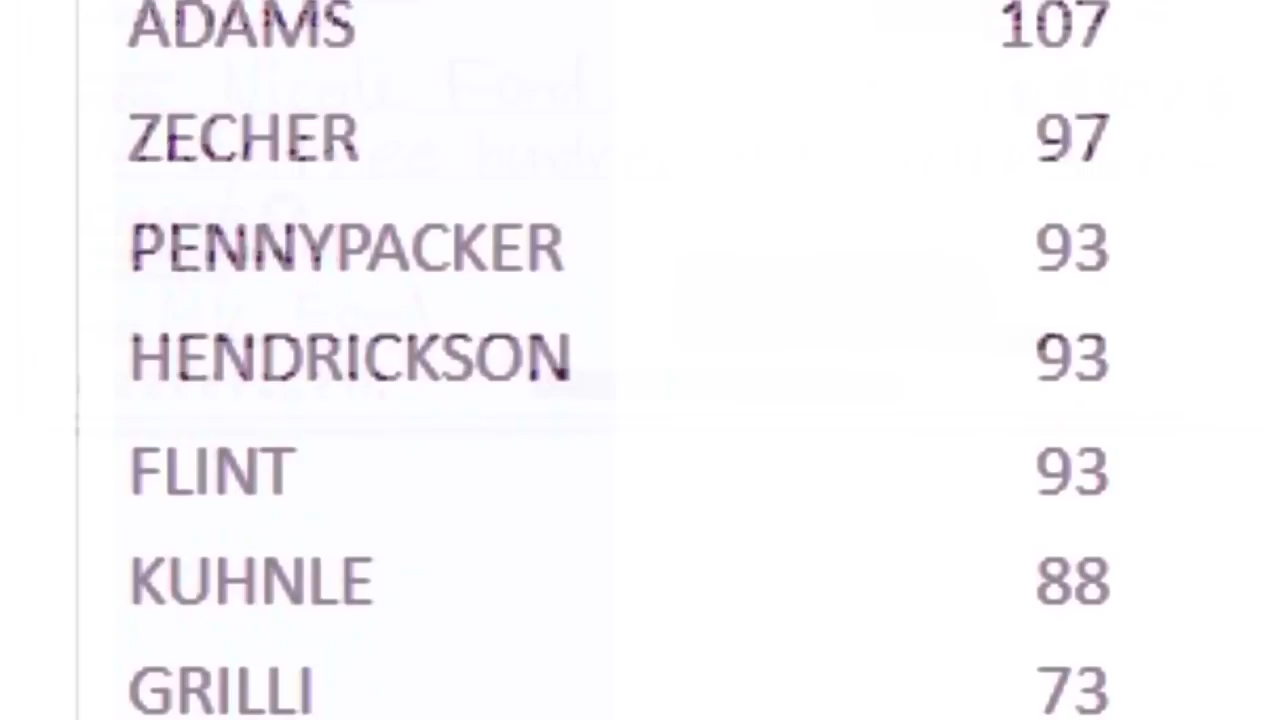 ADAMS 107
ZECHER 97
PENNYPACKER 93
HENDRICKSON 93
FLINT 93
KUHNLE 88
GRILLI 73